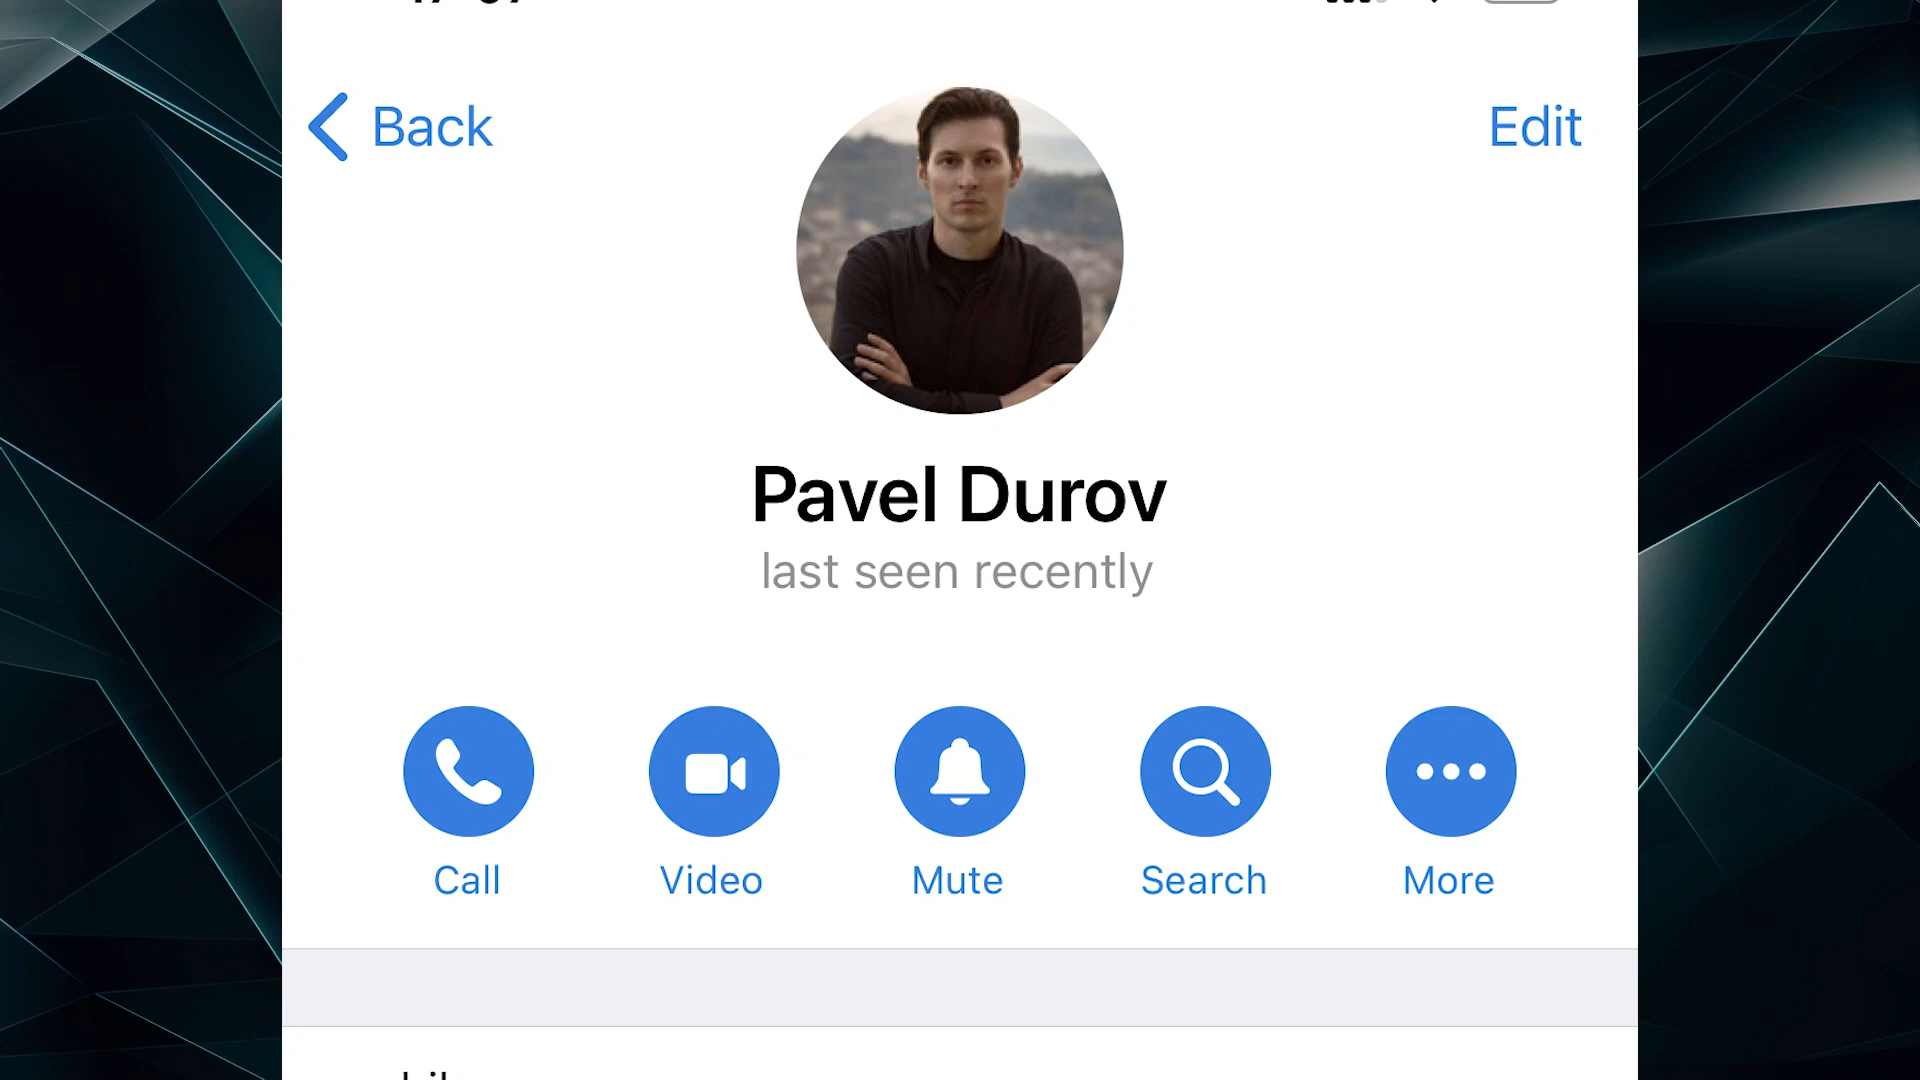 Back
Edit
Pavel Durov
last seen recently
Call
Video
Mute
Search
More